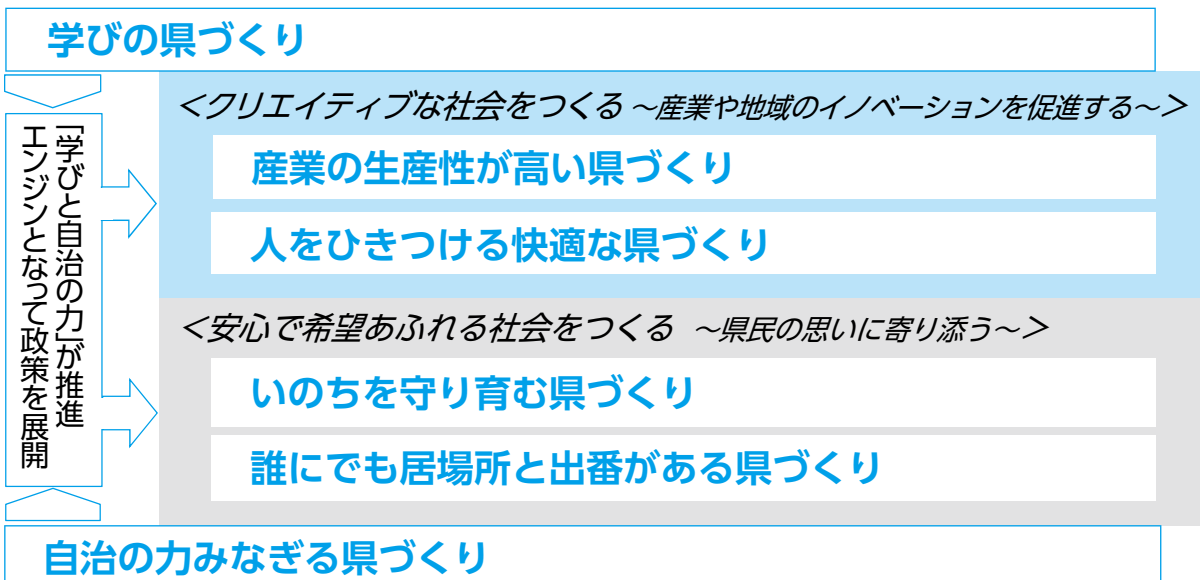 学びの県づくり
「学びと自治の力」が推進
エンジンとなって政策を展開
＜クリエイティブな社会をつくる ～産業や地域のイノベーションを促進する～＞
産業の生産性が高い県づくり
人をひきつける快適な県づくり
＜安心で希望あふれる社会をつくる ～県民の思いに寄り添う～＞
いのちを守り育む県づくり
誰にでも居場所と出番がある県づくり
自治の力みなぎる県づくり